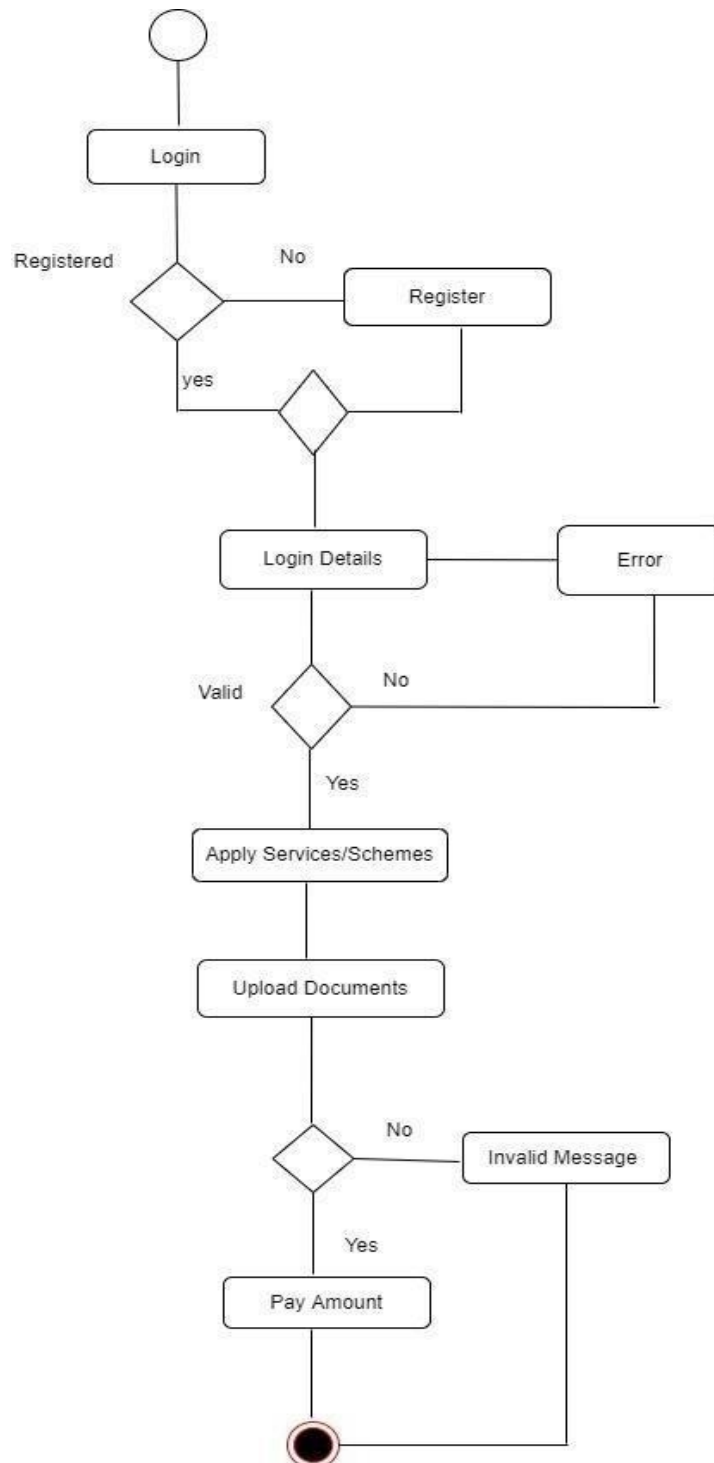 Login
Registered
No
Register
yes
Login Details
Error
Valid
No
Yes
Apply Services/Schemes
Upload Documents
No
Invalid Message
Yes
Pay Amount